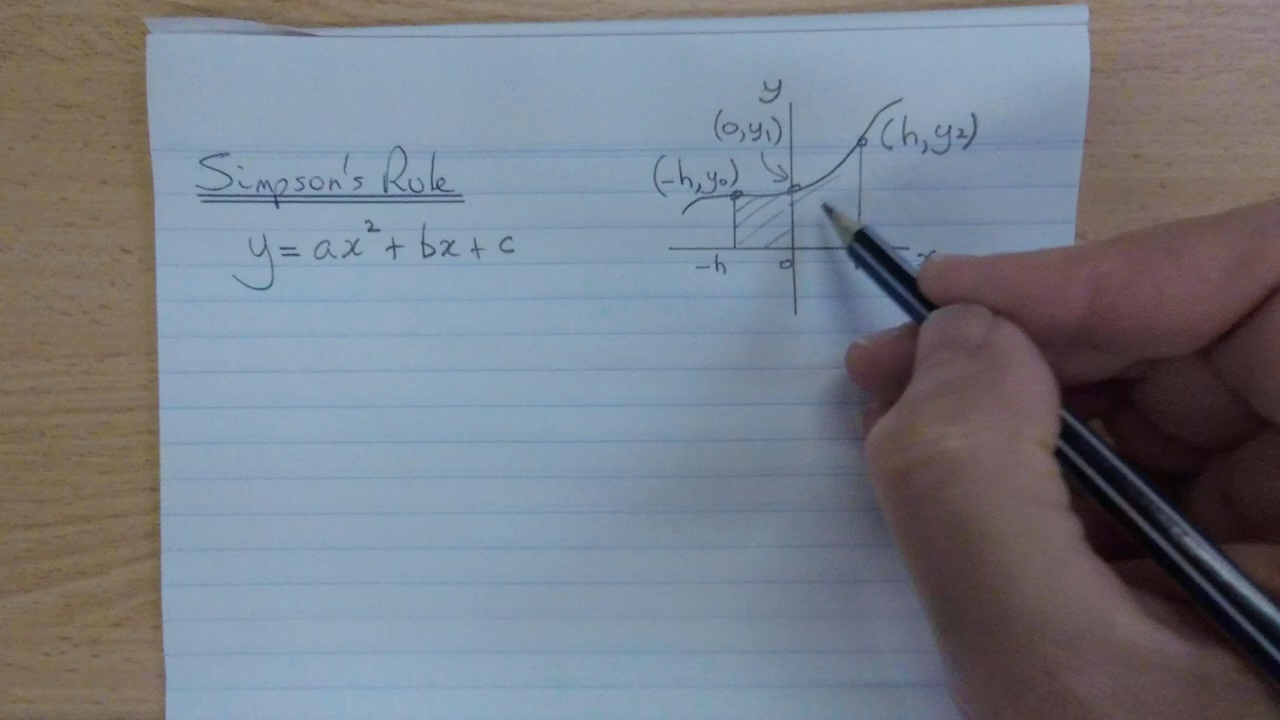 Simpson's Rule
y = ax² + bx + c
y
(0,y₁)
(h,y₂)
(-h,y₀)
-h
0
x